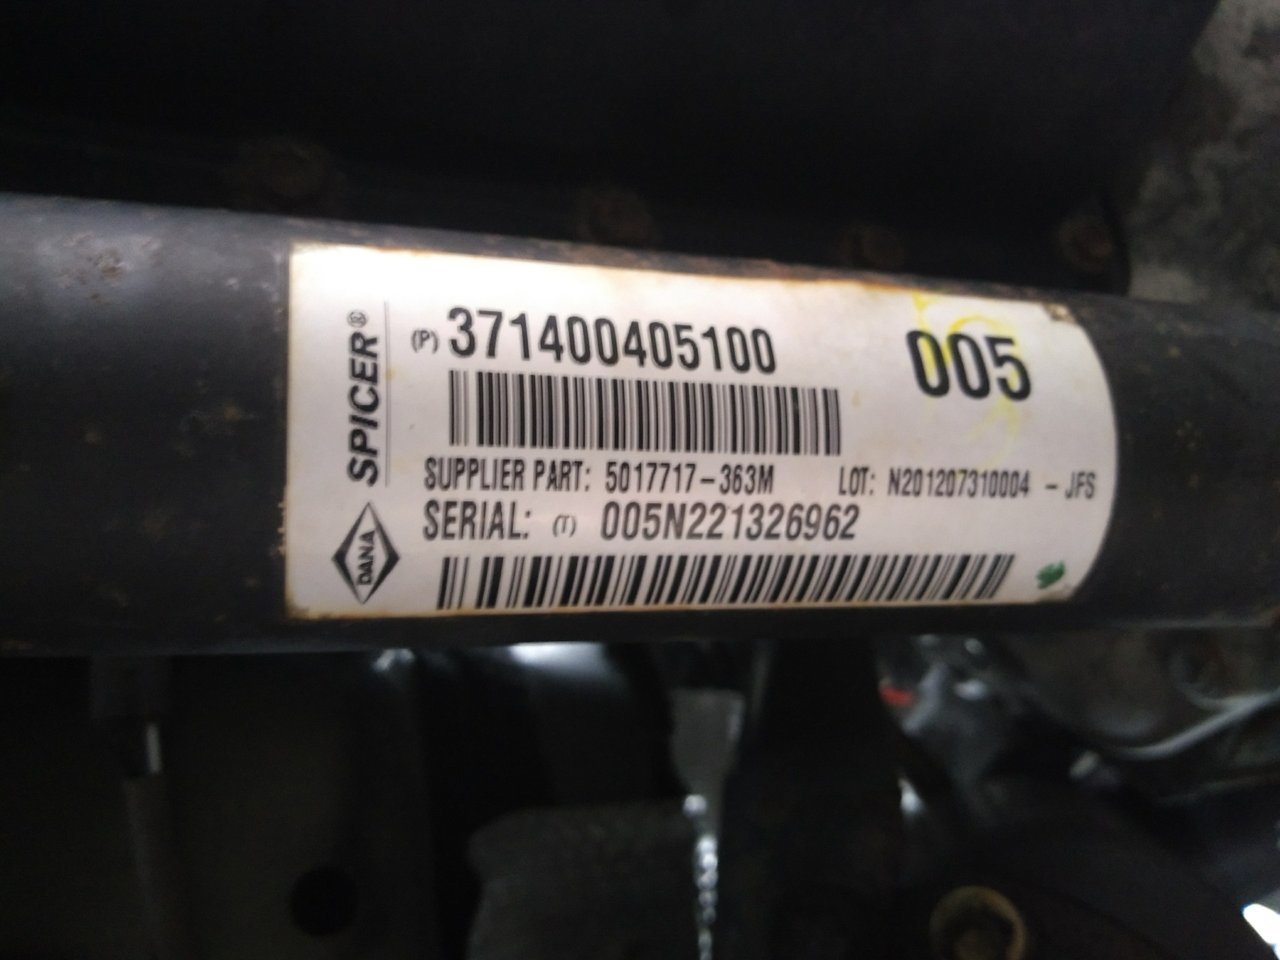 SPICER®
DANA
(P) 371400405100
005
SUPPLIER PART: 5017717-363M LOT: N201207310004 - JFS
SERIAL: (T) 005N221326962